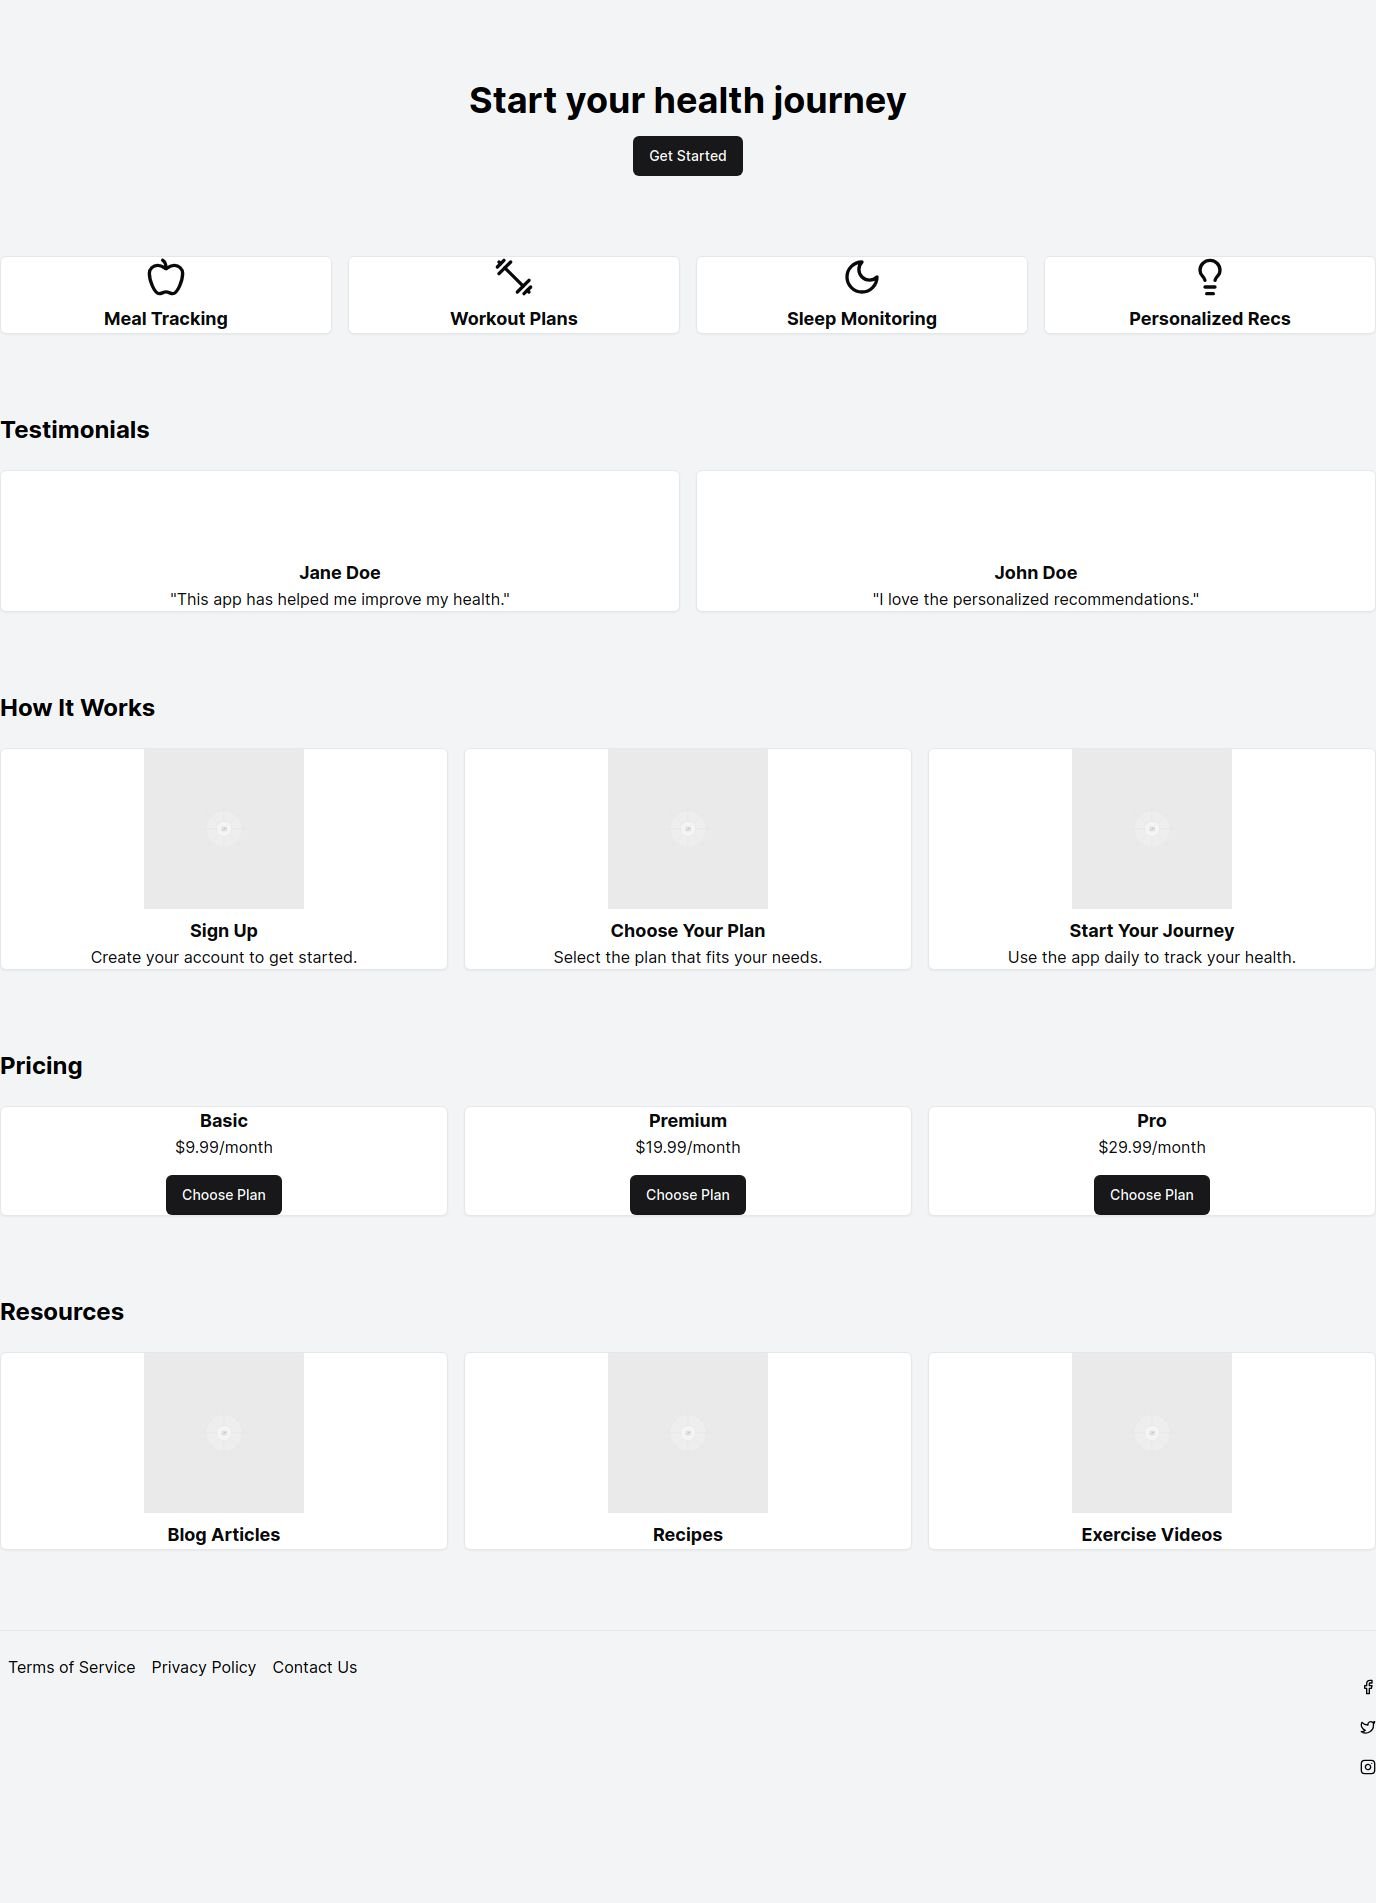 Start your health journey
Get Started
Meal Tracking
Workout Plans
Sleep Monitoring
Personalized Recs
Testimonials
Jane Doe
"This app has helped me improve my health."
John Doe
"I love the personalized recommendations."
How It Works
Sign Up
Create your account to get started.
Choose Your Plan
Select the plan that fits your needs.
Start Your Journey
Use the app daily to track your health.
Pricing
Basic
$9.99/month
Choose Plan
Premium
$19.99/month
Choose Plan
Pro
$29.99/month
Choose Plan
Resources
Blog Articles
Recipes
Exercise Videos
Terms of Service
Privacy Policy
Contact Us